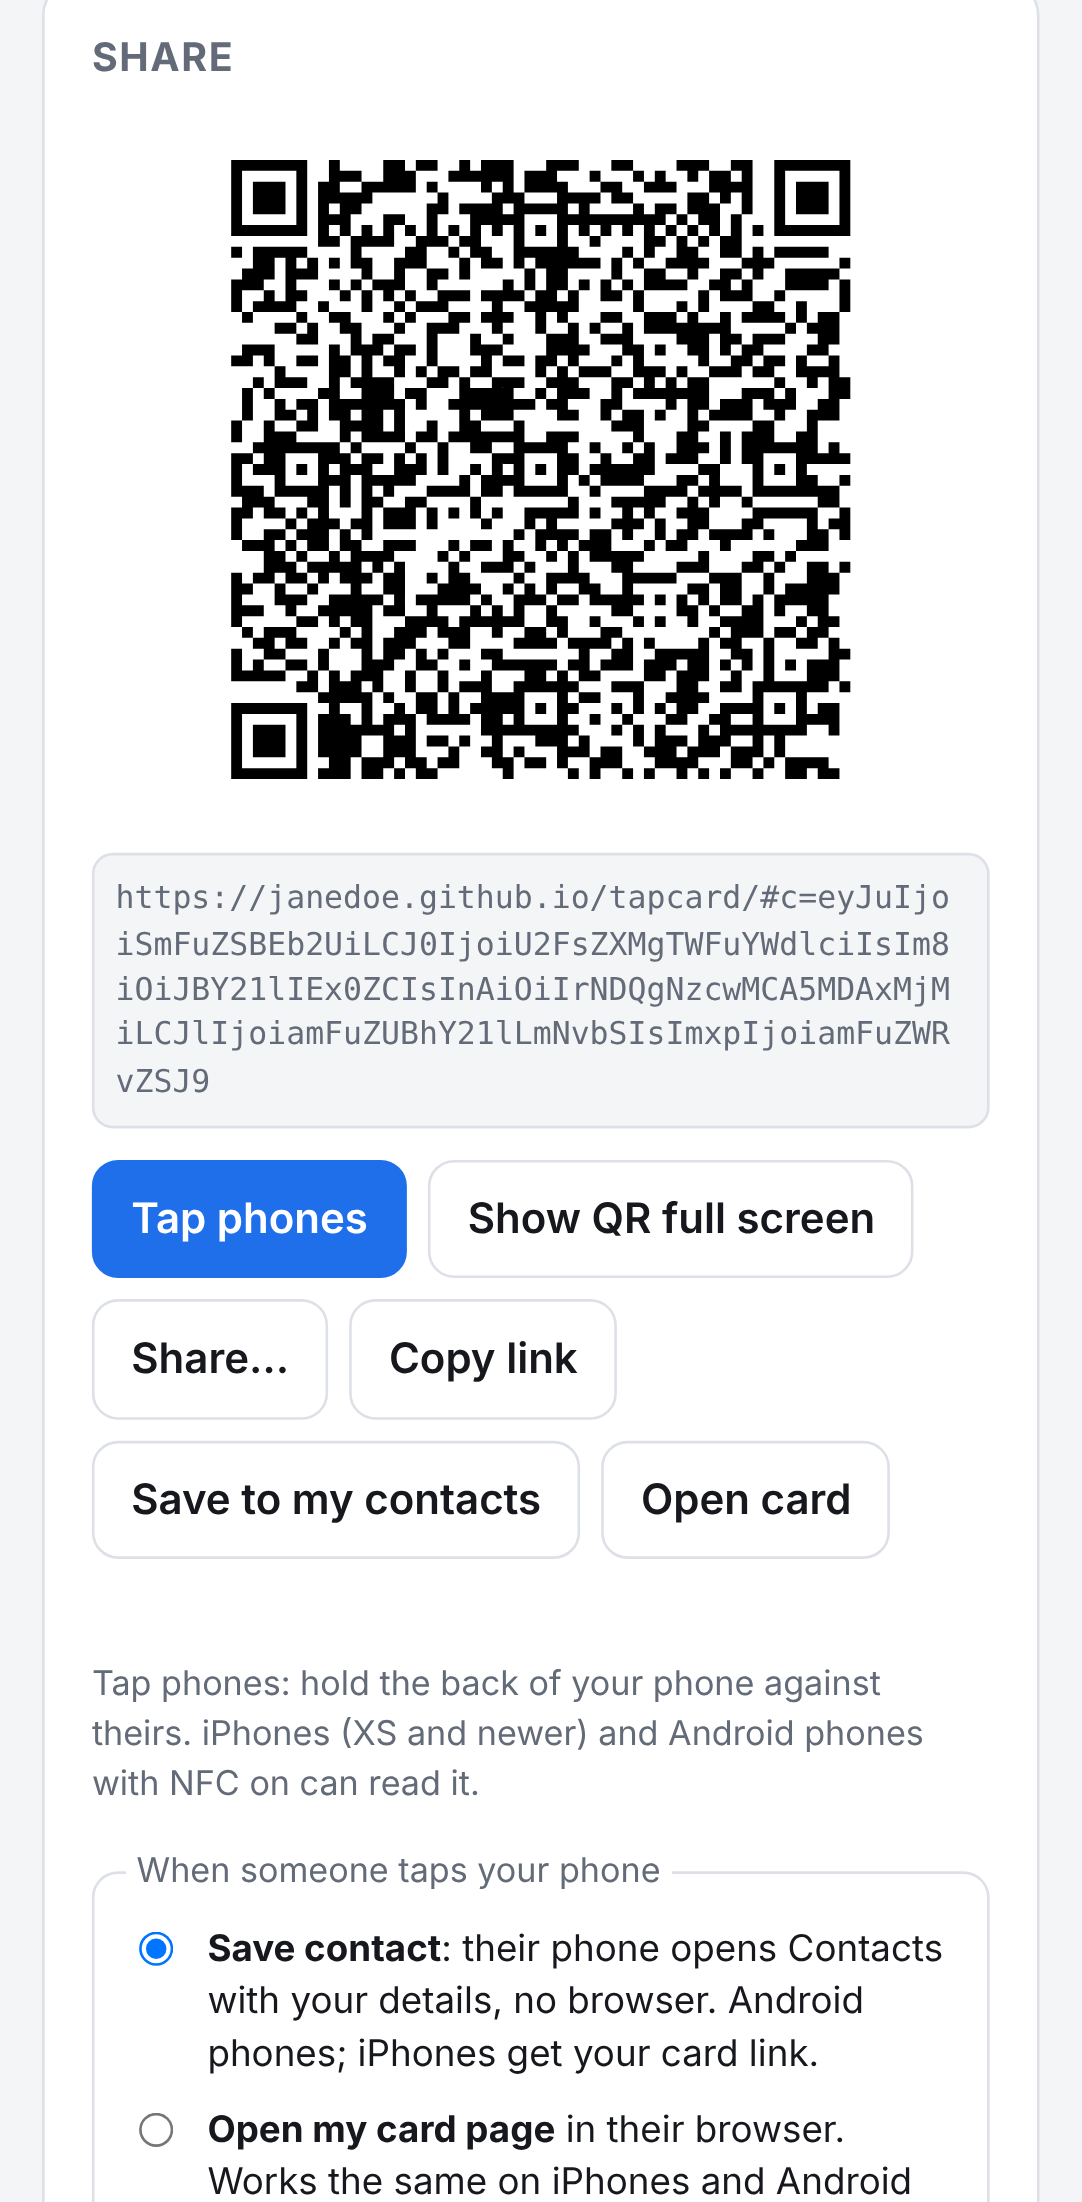 SHARE
https://janedoe.github.io/tapcard/#c=eyJuIjo
iSmFuZSBEb2UiLCJ0IjoiU2FsZXMgTWFuYWdlciIsIm8
iOiJBY21lIEx0ZCIsInAiOiIrNDQgNzcwMCA5MDAxMjM
iLCJlIjoiamFuZUBhY21lLmNvbSIsImxpIjoiamFuZWR
vZSJ9
Tap phones
Show QR full screen
Share...
Copy link
Save to my contacts
Open card
Tap phones: hold the back of your phone against
theirs. iPhones (XS and newer) and Android phones
with NFC on can read it.
When someone taps your phone
Save contact: their phone opens Contacts
with your details, no browser. Android
phones; iPhones get your card link.
Open my card page in their browser.
Works the same on iPhones and Android